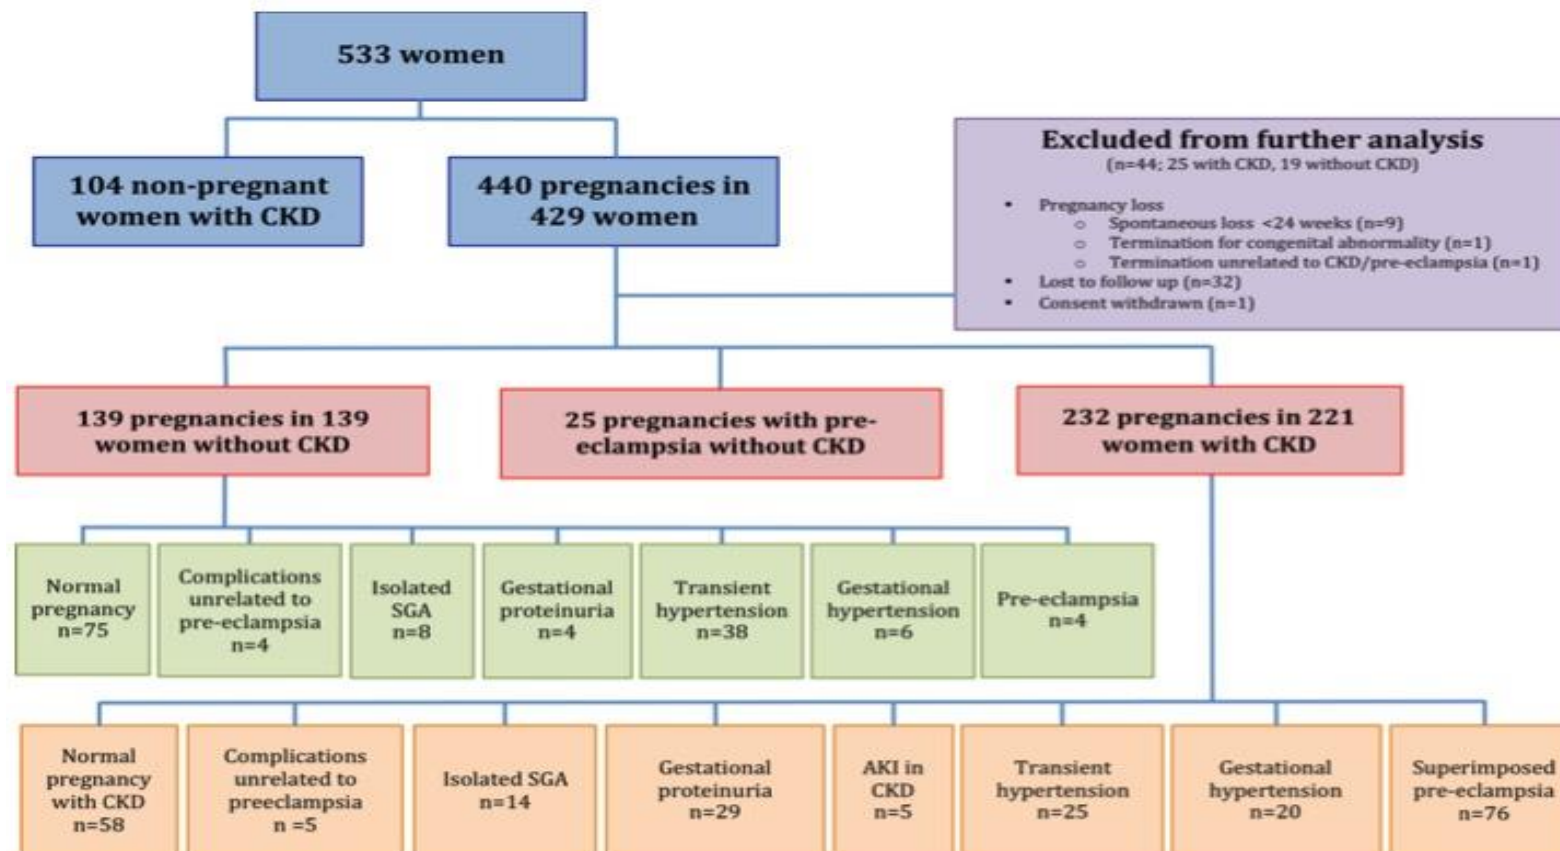 533 women
104 non-pregnant
women with CKD
440 pregnancies in
429 women
Excluded from further analysis
(n=44; 25 with CKD, 19 without CKD)
• Pregnancy loss
o Spontaneous loss <24 weeks (n=9)
o Termination for congenital abnormality (n=1)
o Termination unrelated to CKD/pre-eclampsia (n=1)
• Lost to follow up (n=32)
• Consent withdrawn (n=1)
139 pregnancies in 139
women without CKD
25 pregnancies with pre-
eclampsia without CKD
232 pregnancies in 221
women with CKD
Normal
pregnancy
n=75
Complications
unrelated to
pre-eclampsia
n=4
Isolated
SGA
n=8
Gestational
proteinuria
n=4
Transient
hypertension
n=38
Gestational
hypertension
n=6
Pre-eclampsia
n=4
Normal
pregnancy
with CKD
n=58
Complications
unrelated to
preeclampsia
n =5
Isolated SGA
n=14
Gestational
proteinuria
n=29
AKI in
CKD
n=5
Transient
hypertension
n=25
Gestational
hypertension
n=20
Superimposed
pre-eclampsia
n=76